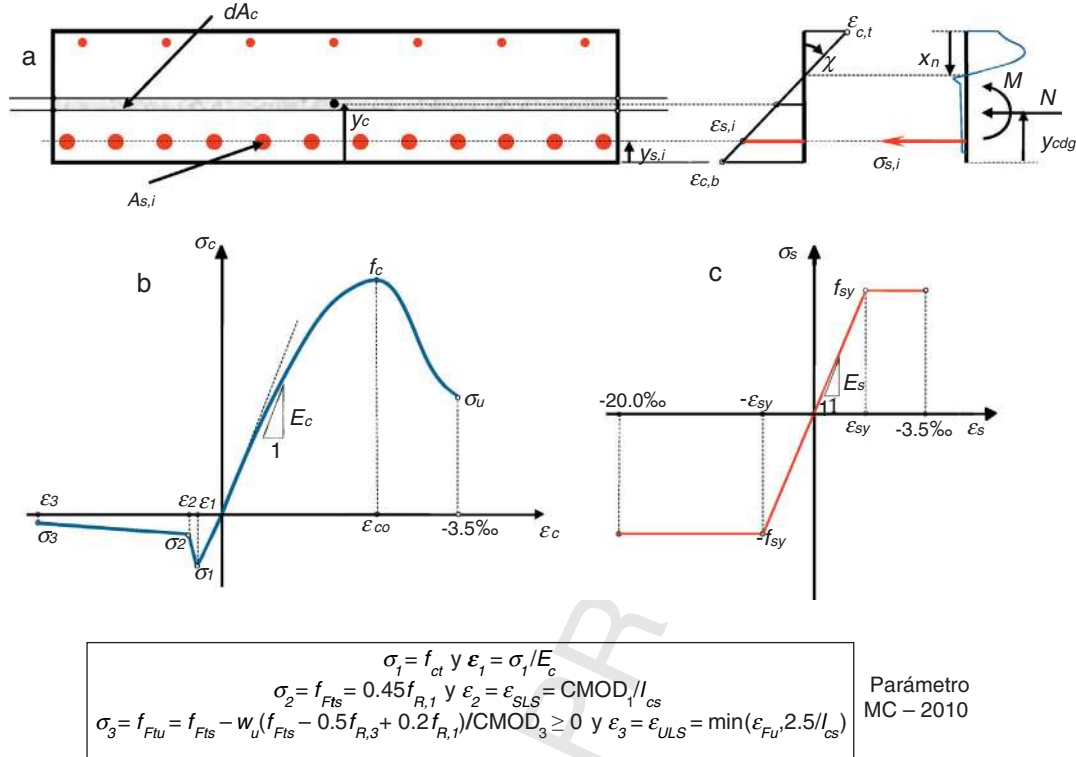 dAc
a
yc
As,i
ys,i
εc,t
χ
εs,i
εc,b
xn
M
N
σs,i
ycdg
b
σc
fc
Ec
1
σu
ε3
ε2 ε1
σ3
σ2
σ1
εco
-3.5‰
εc
c
σs
fsy
Es
11
-20.0‰
-εsy
εsy
-3.5‰
εs
-fsy
PR
σ1 = fct y ε1 = σ1/Ec
σ2 = fFts = 0.45fR,1 y ε2 = εSLS = CMOD1/lcs
σ3 = fFtu = fFts − wu(fFts − 0.5fR,3 + 0.2fR,1)/CMOD3 ≥ 0 y ε3 = εULS = min(εFu,2.5/lcs)
Parámetro
MC – 2010